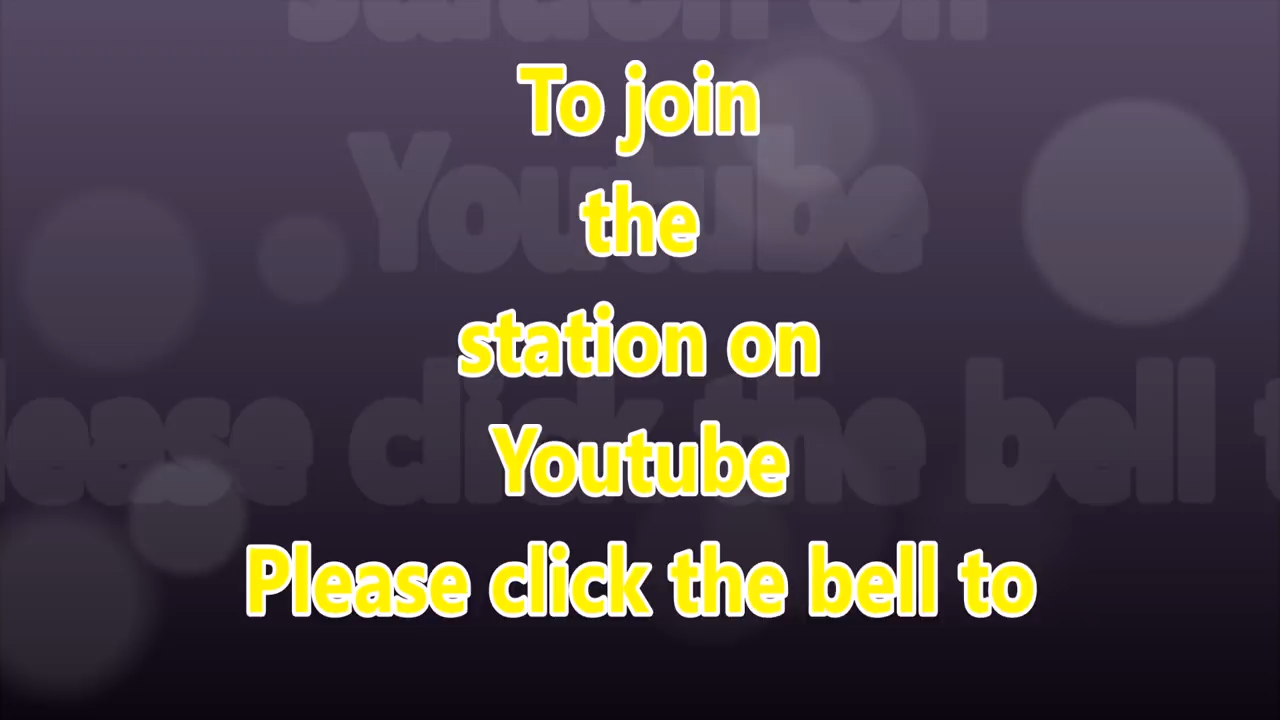 To join
the
station on
Youtube
Please click the bell to